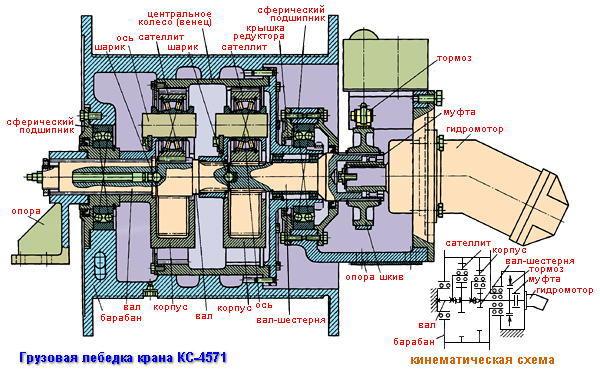 сферический
подшипник
центральное
колесо (венец)
крышка
редуктора
ось
сателлит
шарик
шарик
сателлит
тормоз
муфта
гидромотор
сферический
подшипник
опора
вал
барабан
корпус
вал
корпус
ось
вал-шестерня
опора
шкив
сателлит
корпус
вал-шестерня
тормоз
муфта
гидромотор
вал
барабан
Грузовая лебедка крана КС-4571
кинематическая схема